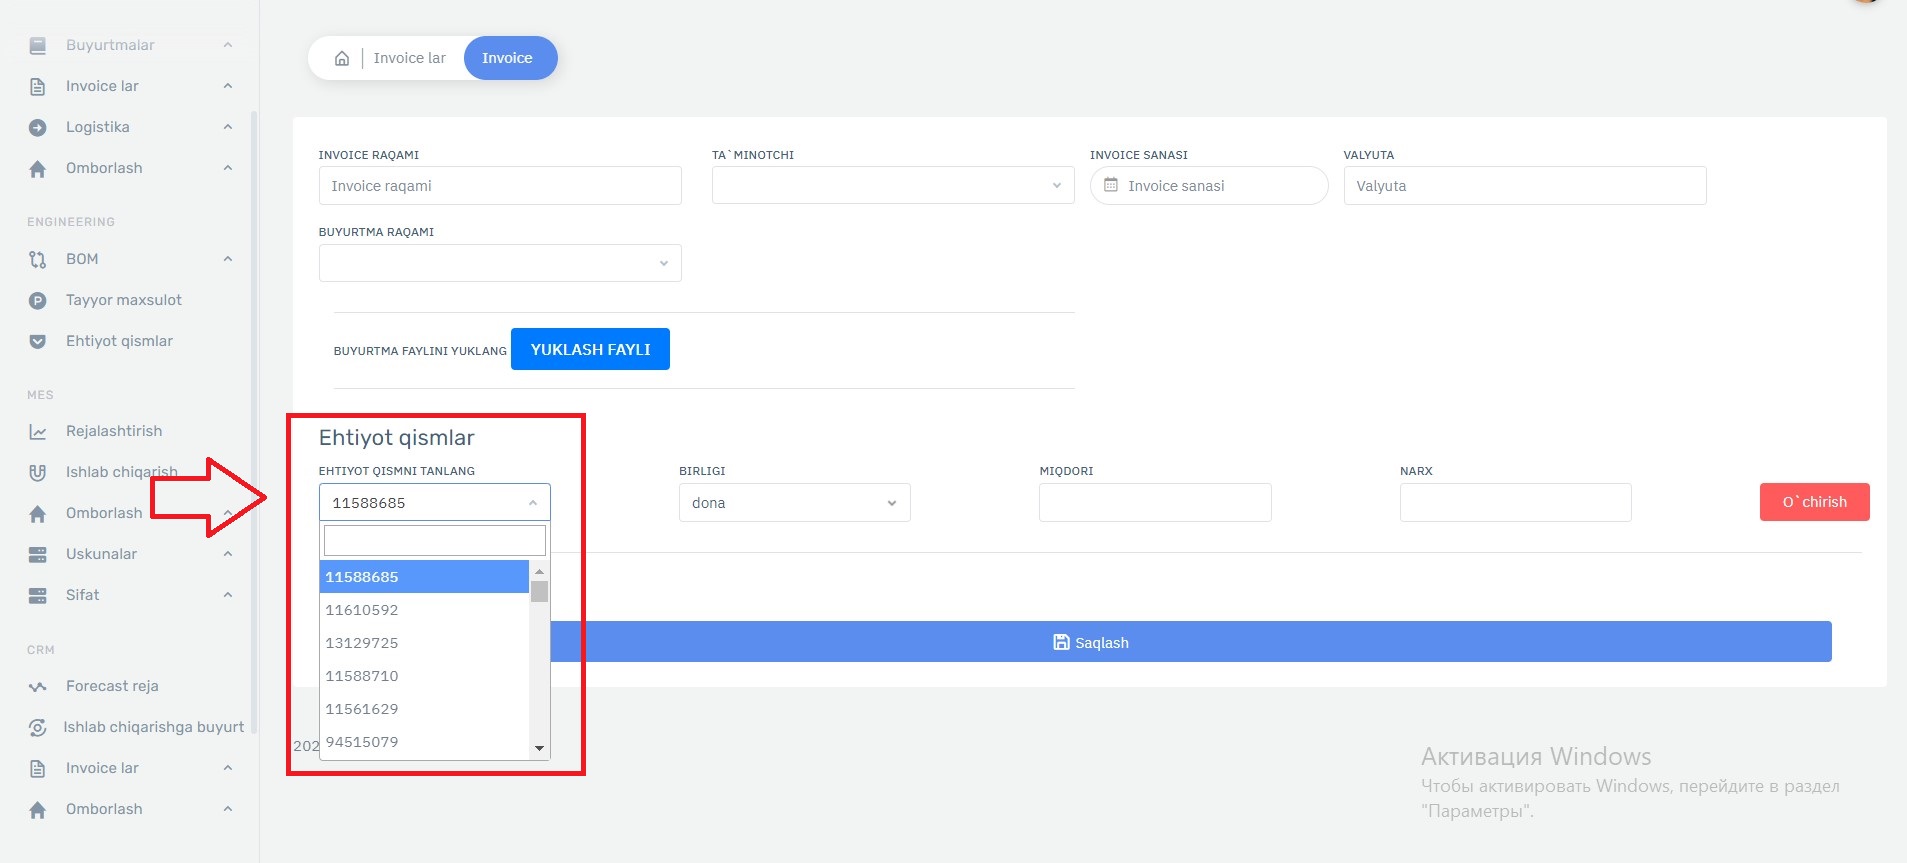 Buyurtmalar
Invoice lar
Logistika
Omborlash
ENGINEERING
BOM
Tayyor maxsulot
Ehtiyot qismlar
MES
Rejalashtirish
Ishlab chiqarish
Omborlash
Uskunalar
Sifat
CRM
Forecast reja
Ishlab chiqarishga buyurt
Invoice lar
Omborlash
Invoice lar Invoice
INVOICE RAQAMI TA`MINOTCHI INVOICE SANASI VALYUTA
Invoice raqami Invoice sanasi Valyuta
BUYURTMA RAQAMI
BUYURTMA FAYLINI YUKLANG YUKLASH FAYLI
Ehtiyot qismlar
EHTIYOT QISMNI TANLANG BIRLIGI MIQDORI NARX
11588685 dona O`chirish
11588685
11610592
13129725
11588710
11561629
94515079
Saqlash
202
Активация Windows
Чтобы активировать Windows, перейдите в раздел
"Параметры".